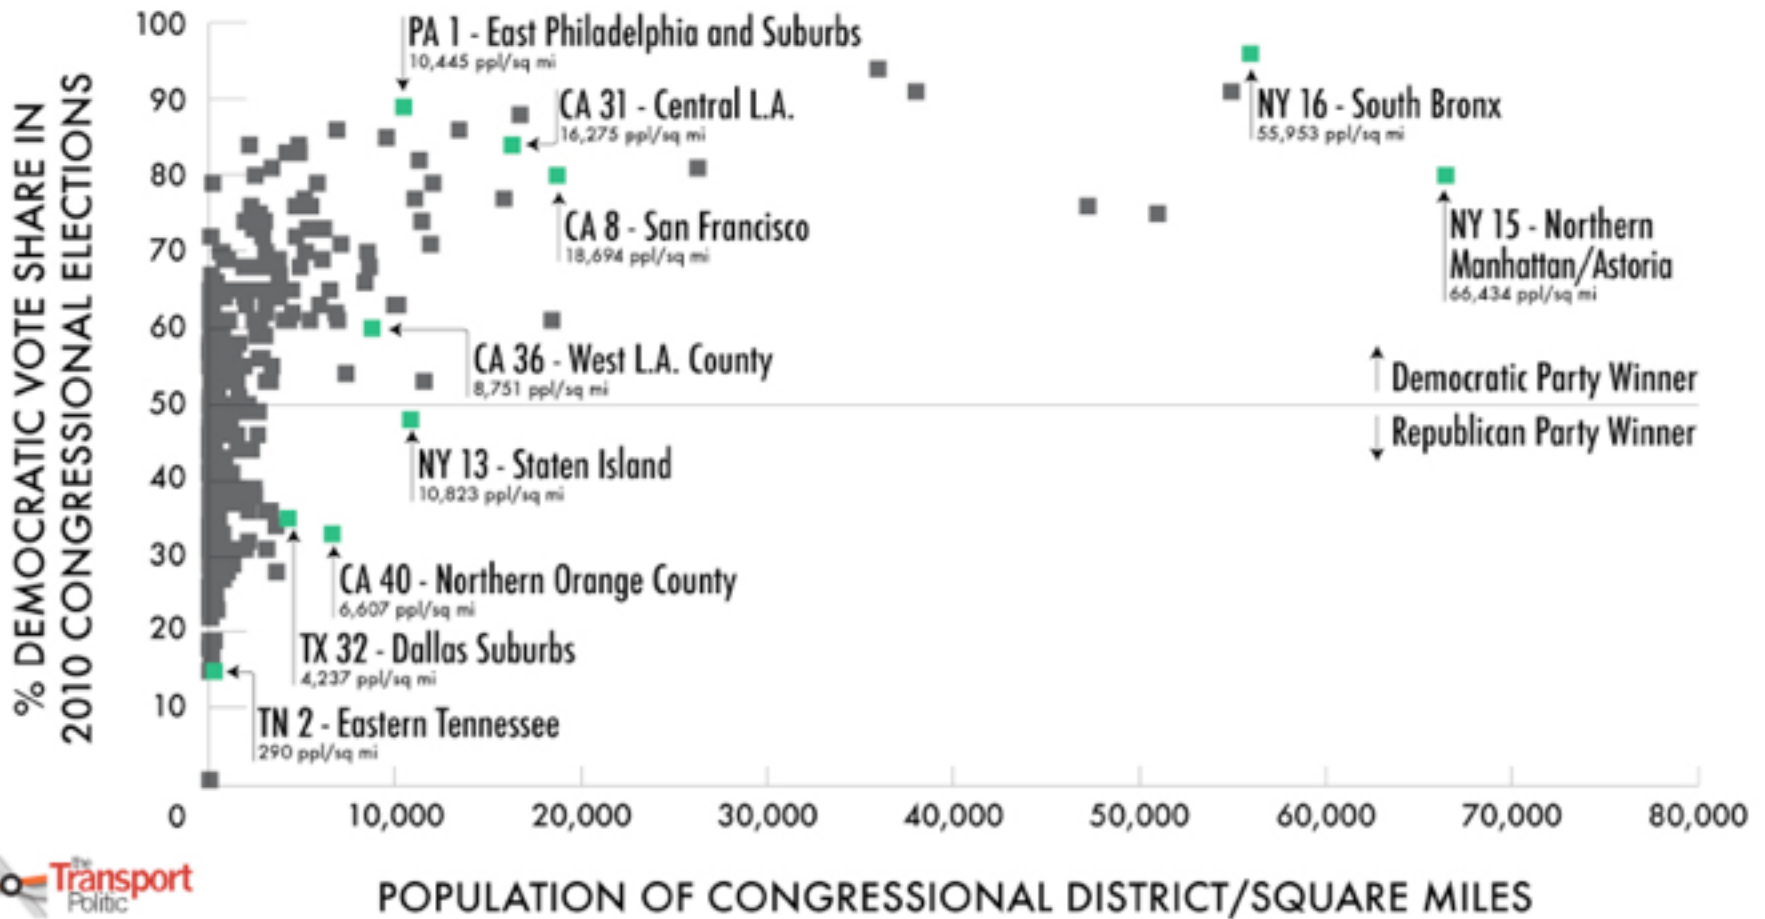 % DEMOCRATIC VOTE SHARE IN
2010 CONGRESSIONAL ELECTIONS
100
90
80
70
60
50
40
30
20
10
0
PA 1 - East Philadelphia and Suburbs
10,445 ppl/sq mi
CA 31 - Central L.A.
16,275 ppl/sq mi
NY 16 - South Bronx
55,953 ppl/sq mi
CA 8 - San Francisco
18,694 ppl/sq mi
NY 15 - Northern
Manhattan/Astoria
66,434 ppl/sq mi
CA 36 - West L.A. County
8,751 ppl/sq mi
Democratic Party Winner
Republican Party Winner
NY 13 - Staten Island
10,823 ppl/sq mi
CA 40 - Northern Orange County
6,607 ppl/sq mi
TX 32 - Dallas Suburbs
4,237 ppl/sq mi
TN 2 - Eastern Tennessee
290 ppl/sq mi
10,000
20,000
30,000
40,000
50,000
60,000
70,000
80,000
POPULATION OF CONGRESSIONAL DISTRICT/SQUARE MILES
the
Transport
Politic